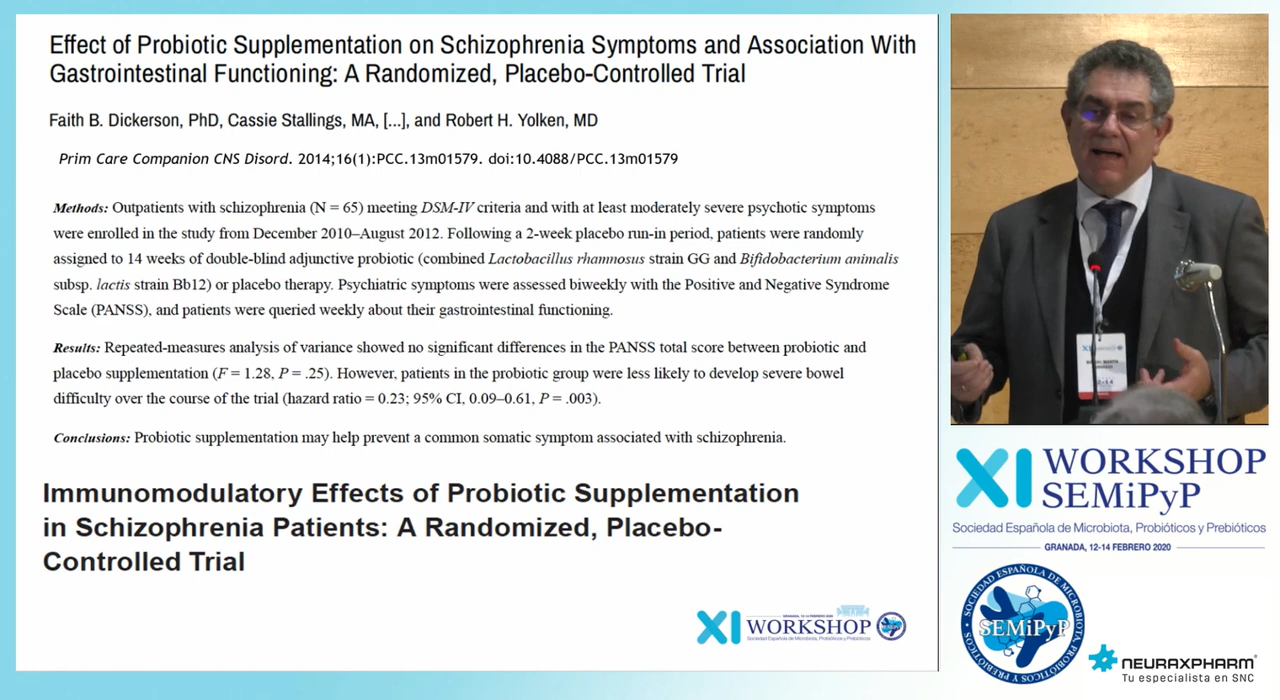 Effect of Probiotic Supplementation on Schizophrenia Symptoms and Association With
Gastrointestinal Functioning: A Randomized, Placebo-Controlled Trial
Faith B. Dickerson, PhD, Cassie Stallings, MA, [...], and Robert H. Yolken, MD
Prim Care Companion CNS Disord. 2014;16(1):PCC.13m01579. doi:10.4088/PCC.13m01579
Methods: Outpatients with schizophrenia (N = 65) meeting DSM-IV criteria and with at least moderately severe psychotic symptoms
were enrolled in the study from December 2010–August 2012. Following a 2-week placebo run-in period, patients were randomly
assigned to 14 weeks of double-blind adjunctive probiotic (combined Lactobacillus rhamnosus strain GG and Bifidobacterium animalis
subsp. lactis strain Bb12) or placebo therapy. Psychiatric symptoms were assessed biweekly with the Positive and Negative Syndrome
Scale (PANSS), and patients were queried weekly about their gastrointestinal functioning.
Results: Repeated-measures analysis of variance showed no significant differences in the PANSS total score between probiotic and
placebo supplementation (F = 1.28, P = .25). However, patients in the probiotic group were less likely to develop severe bowel
difficulty over the course of the trial (hazard ratio = 0.23; 95% CI, 0.09–0.61, P = .003).
Conclusions: Probiotic supplementation may help prevent a common somatic symptom associated with schizophrenia.
Immunomodulatory Effects of Probiotic Supplementation
in Schizophrenia Patients: A Randomized, Placebo-
Controlled Trial
XI WORKSHOP
Sociedad Española de Microbiota, Probióticos y Prebióticos
XI WORKSHOP
SEMiPyP
Sociedad Española de Microbiota, Probióticos y Prebióticos
GRANADA, 12-14 FEBRERO 2020
SOCIEDAD ESPAÑOLA DE MICROBIOTA, PROBIÓTICOS Y PREBIÓTICOS
SEMiPyP
NEURAXPHARM
Tu especialista en SNC